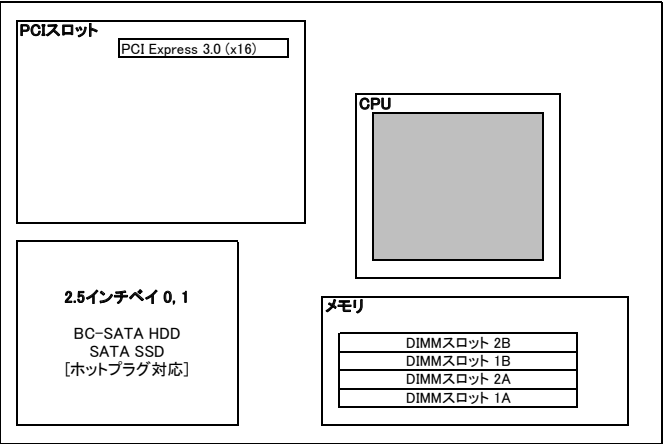 PCIスロット
PCI Express 3.0 (x16)
CPU
2.5インチベイ 0, 1
BC-SATA HDD
SATA SSD
[ホットプラグ対応]
メモリ
DIMMスロット 2B
DIMMスロット 1B
DIMMスロット 2A
DIMMスロット 1A